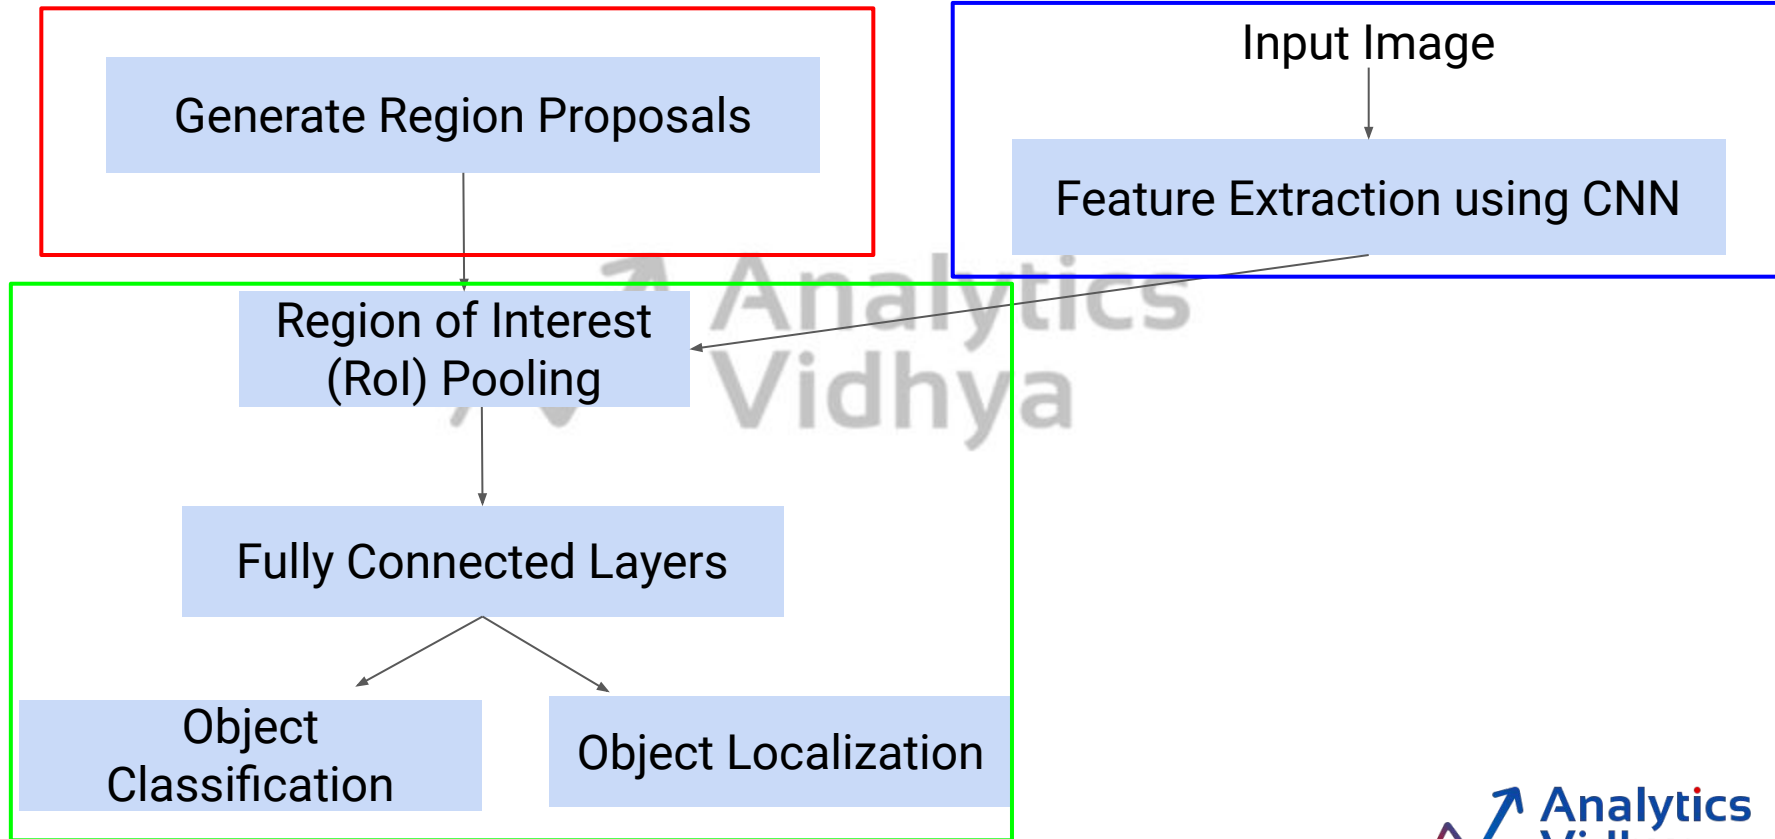 Input Image
Generate Region Proposals
Feature Extraction using CNN
Analytics
Vidhya
Region of Interest
(RoI) Pooling
Fully Connected Layers
Object
Classification
Object Localization
Analytics
Vidhya